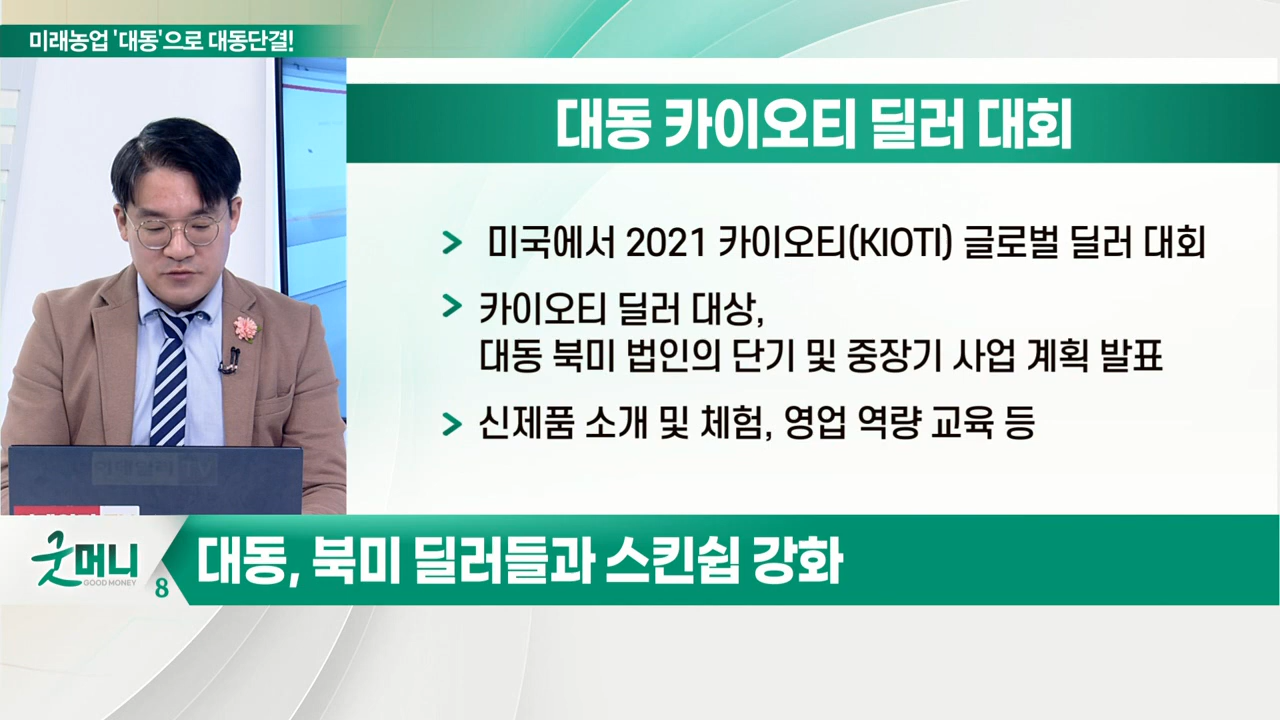 미래농업 '대동'으로 대동단결!
대동 카이오티 딜러 대회
미국에서 2021 카이오티(KIOTI) 글로벌 딜러 대회
카이오티 딜러 대상,
대동 북미 법인의 단기 및 중장기 사업 계획 발표
신제품 소개 및 체험, 영업 역량 교육 등
굿머니
GOOD MONEY
8
대동, 북미 딜러들과 스킨쉽 강화